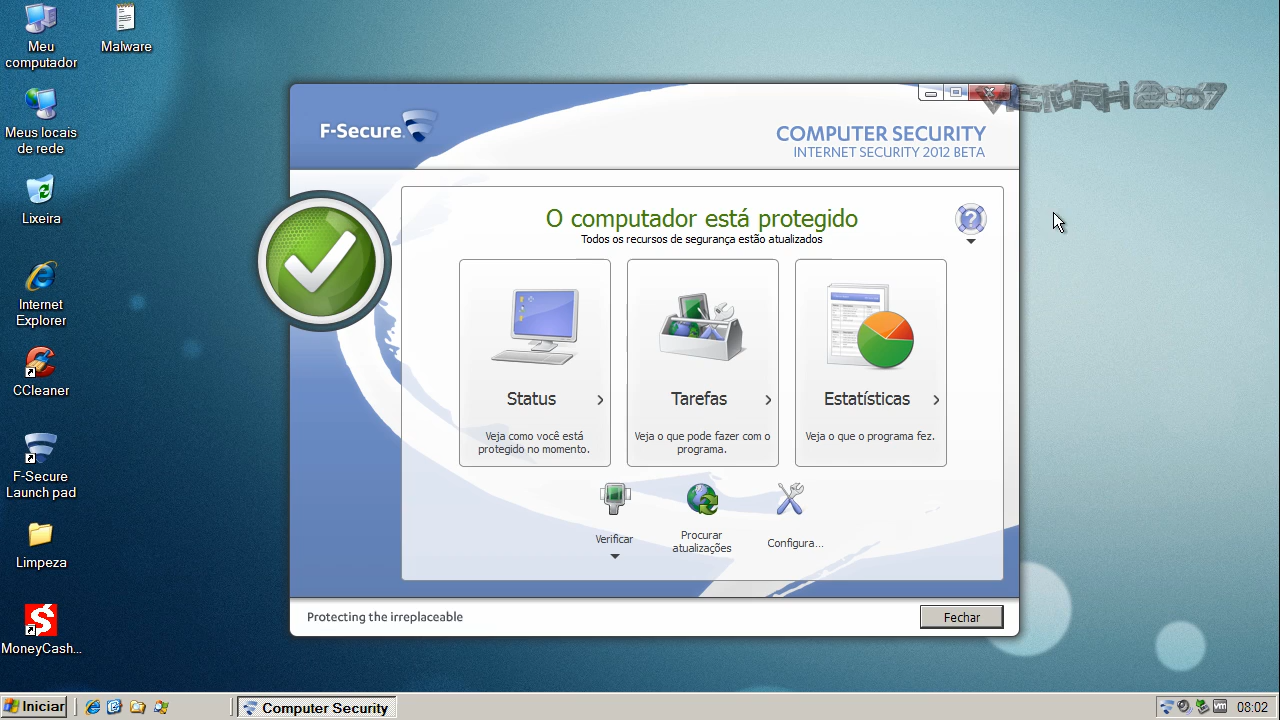 Meu
computador
Malware
Meus locais
de rede
Lixeira
Internet
Explorer
CCleaner
F-Secure
Launch pad
Limpeza
MoneyCash...
VICTORH 2007
F-Secure.
COMPUTER SECURITY
INTERNET SECURITY 2012 BETA
O computador está protegido
Todos os recursos de segurança estão atualizados
?
Status
Veja como você está
protegido no momento.
Tarefas
Veja o que pode fazer com o
programa.
Estatísticas
Veja o que o programa fez.
Verificar
Procurar
atualizações
Configura...
Protecting the irreplaceable
Fechar
Iniciar
Computer Security
08:02